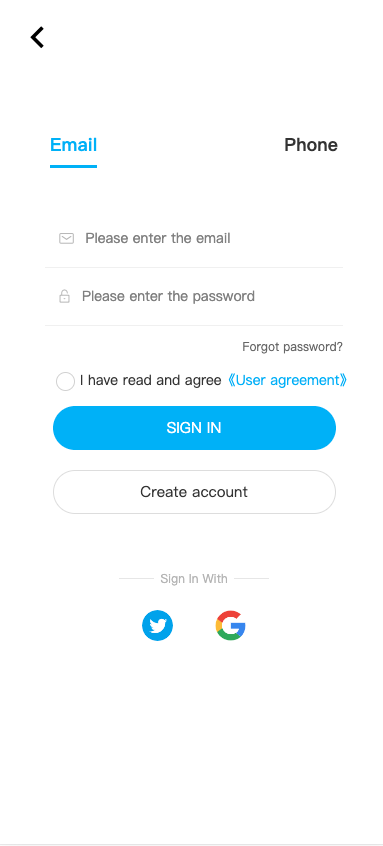 Email
Phone
Please enter the email
Please enter the password
Forgot password?
I have read and agree 《User agreement》
SIGN IN
Create account
Sign In With